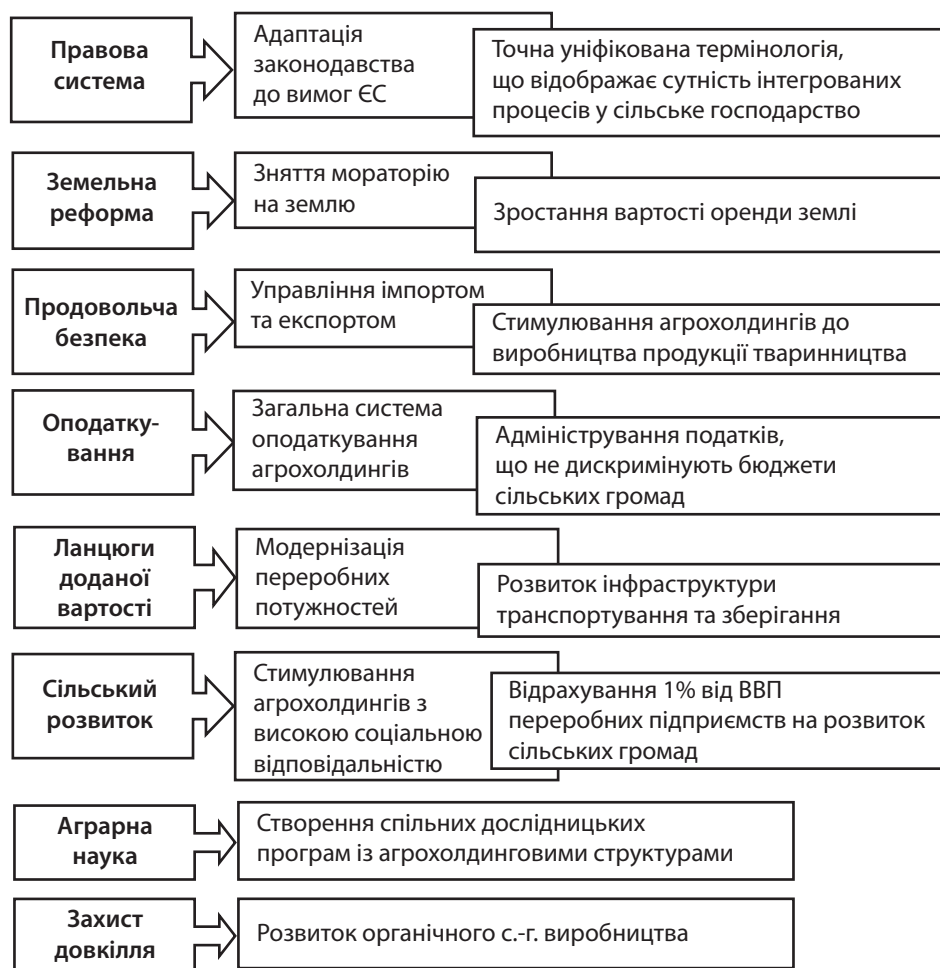 Правова
система
Адаптація
законодавства
до вимог ЄС
Точна уніфікована термінологія,
що відображає сутність інтегрованих
процесів у сільське господарство
Земельна
реформа
Зняття мораторію
на землю
Зростання вартості оренди землі
Продовольча
безпека
Управління імпортом
та експортом
Стимулювання агрохолдингів до
виробництва продукції тваринництва
Оподатку-
вання
Загальна система
оподаткування
агрохолдингів
Адміністрування податків,
що не дискримінують бюджети
сільських громад
Ланцюги
доданої
вартості
Модернізація
переробних
потужностей
Розвиток інфраструктури
транспортування та зберігання
Сільський
розвиток
Стимулювання
агрохолдингів з
високою соціальною
відповідальністю
Відрахування 1% від ВВП
переробних підприємств на розвиток
сільських громад
Аграрна
наука
Створення спільних дослідницьких
програм із агрохолдинговими структурами
Захист
довкілля
Розвиток органічного с.-г. виробництва